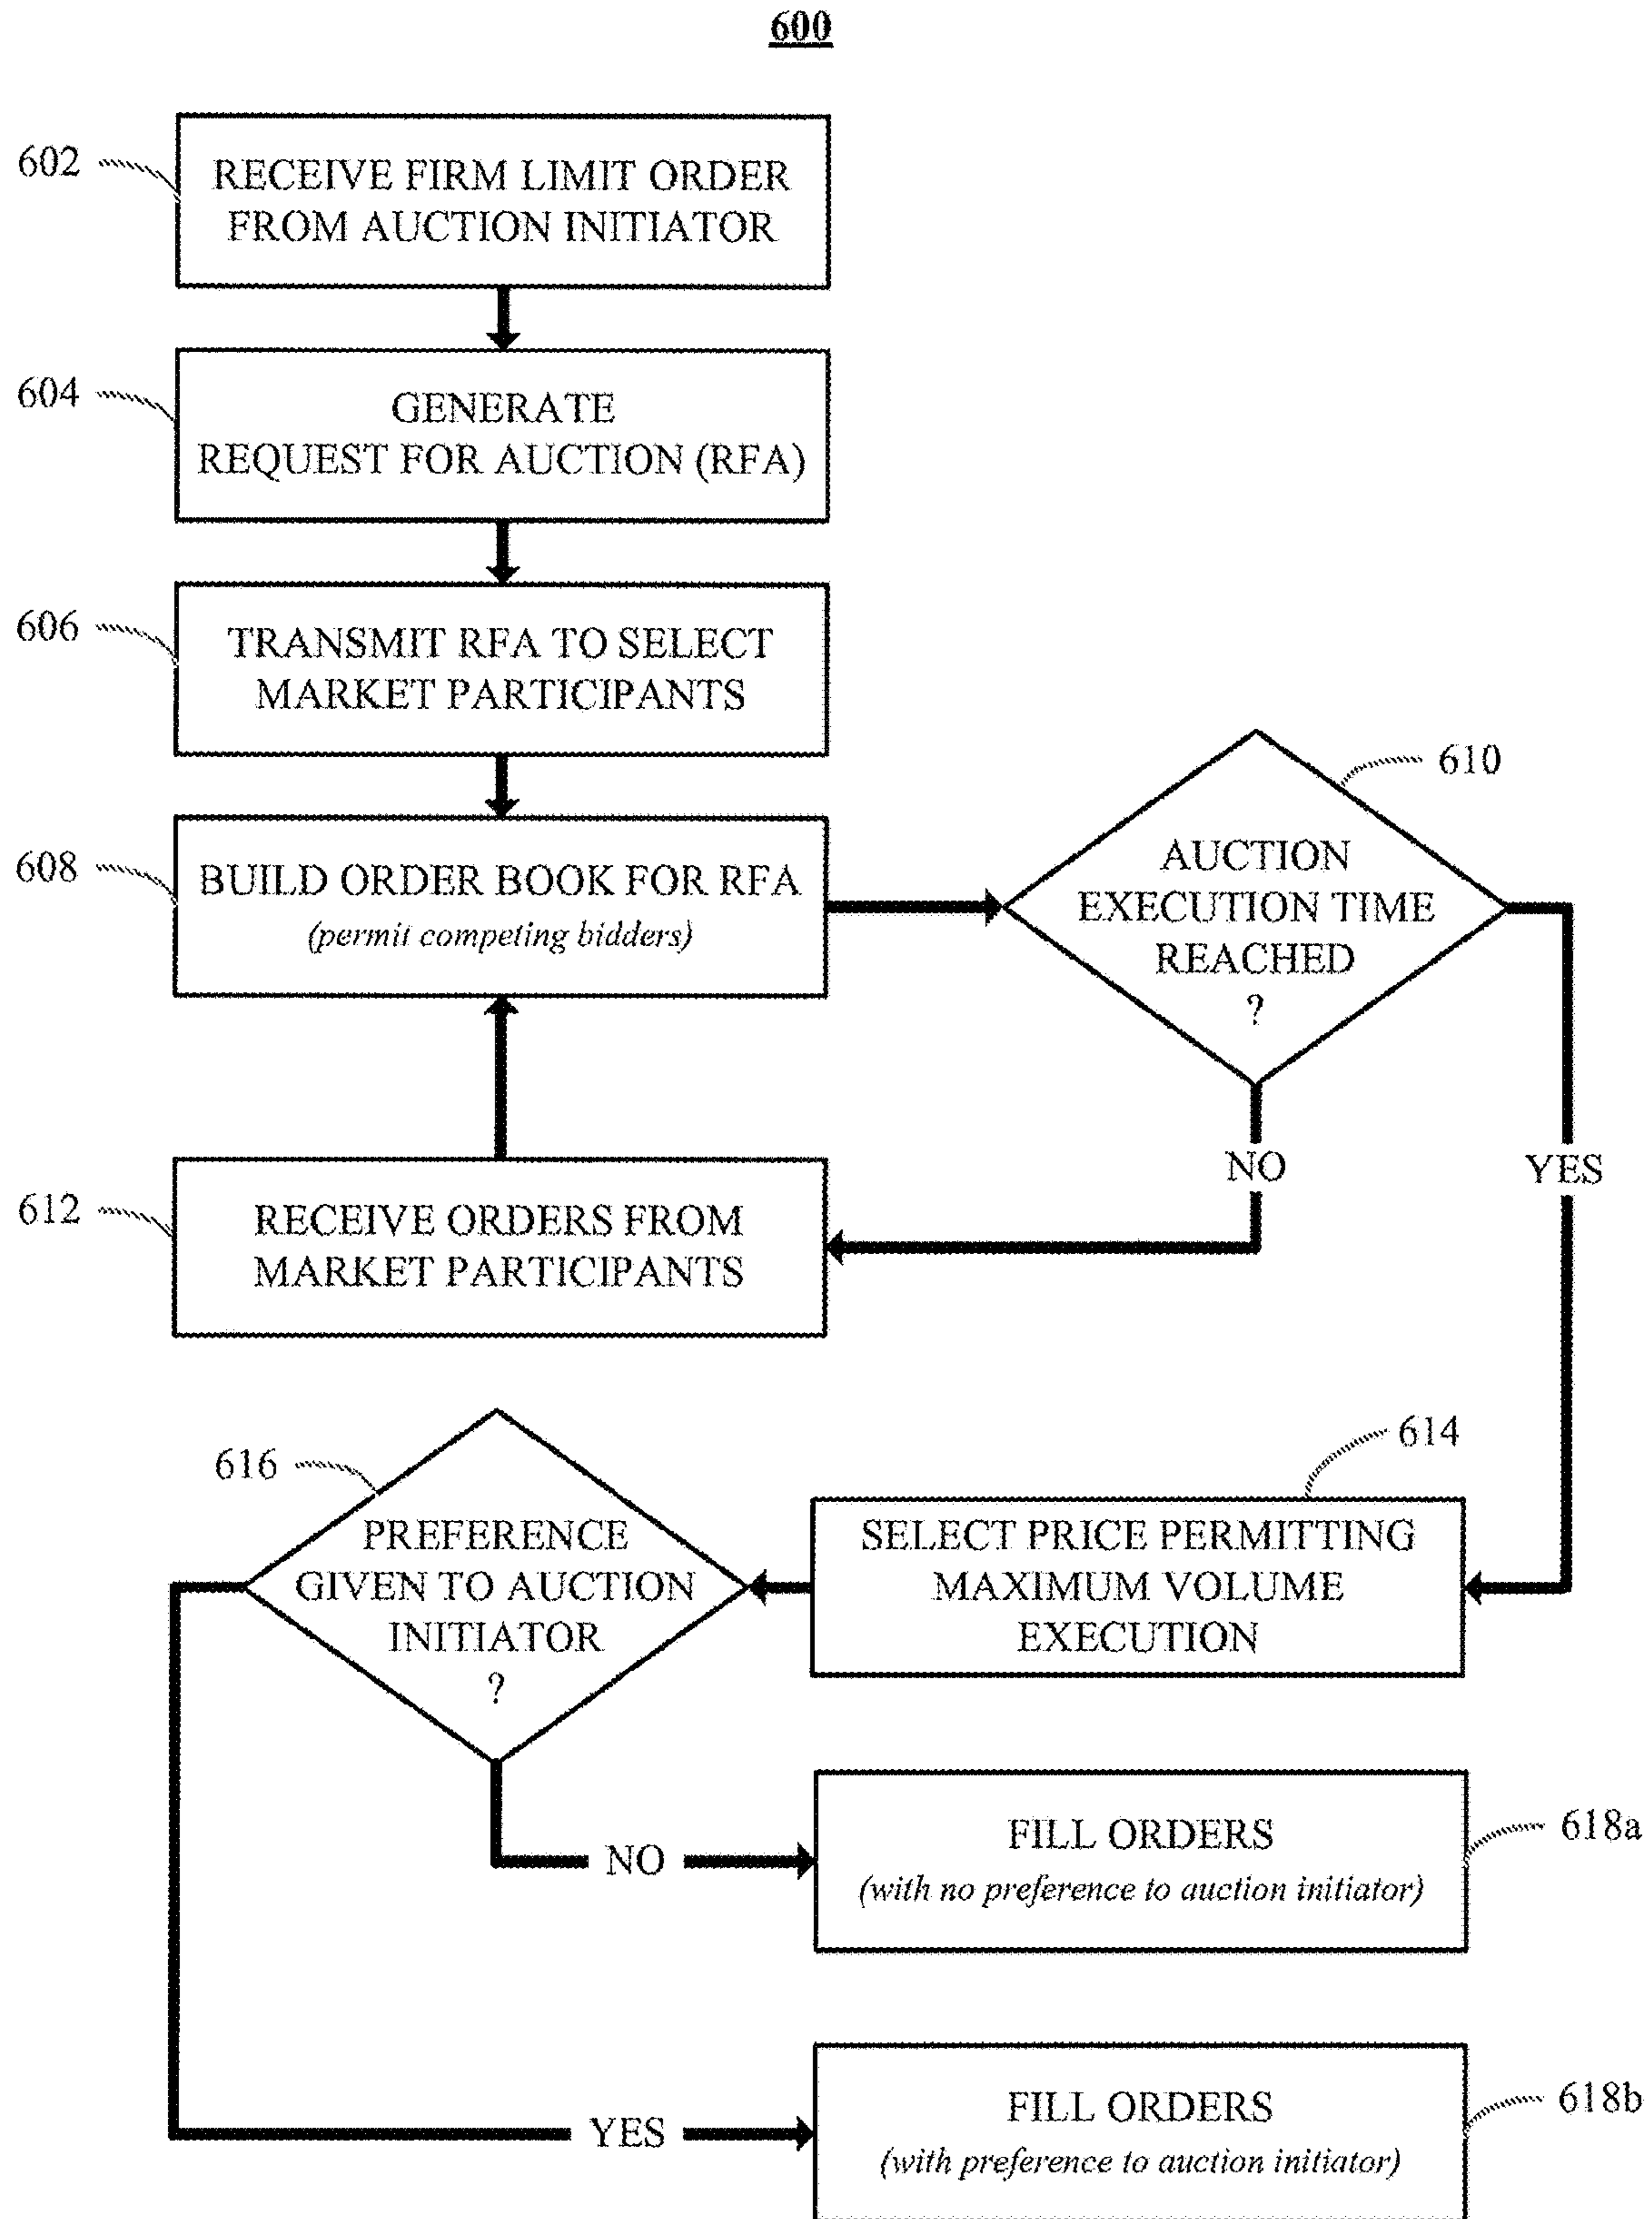 600
602
RECEIVE FIRM LIMIT ORDER
FROM AUCTION INITIATOR
604
GENERATE
REQUEST FOR AUCTION (RFA)
606
TRANSMIT RFA TO SELECT
MARKET PARTICIPANTS
608
BUILD ORDER BOOK FOR RFA
(permit competing bidders)
610
AUCTION
EXECUTION TIME
REACHED
?
NO
YES
612
RECEIVE ORDERS FROM
MARKET PARTICIPANTS
614
SELECT PRICE PERMITTING
MAXIMUM VOLUME
EXECUTION
616
PREFERENCE
GIVEN TO AUCTION
INITIATOR
?
NO
618a
FILL ORDERS
(with no preference to auction initiator)
YES
618b
FILL ORDERS
(with preference to auction initiator)